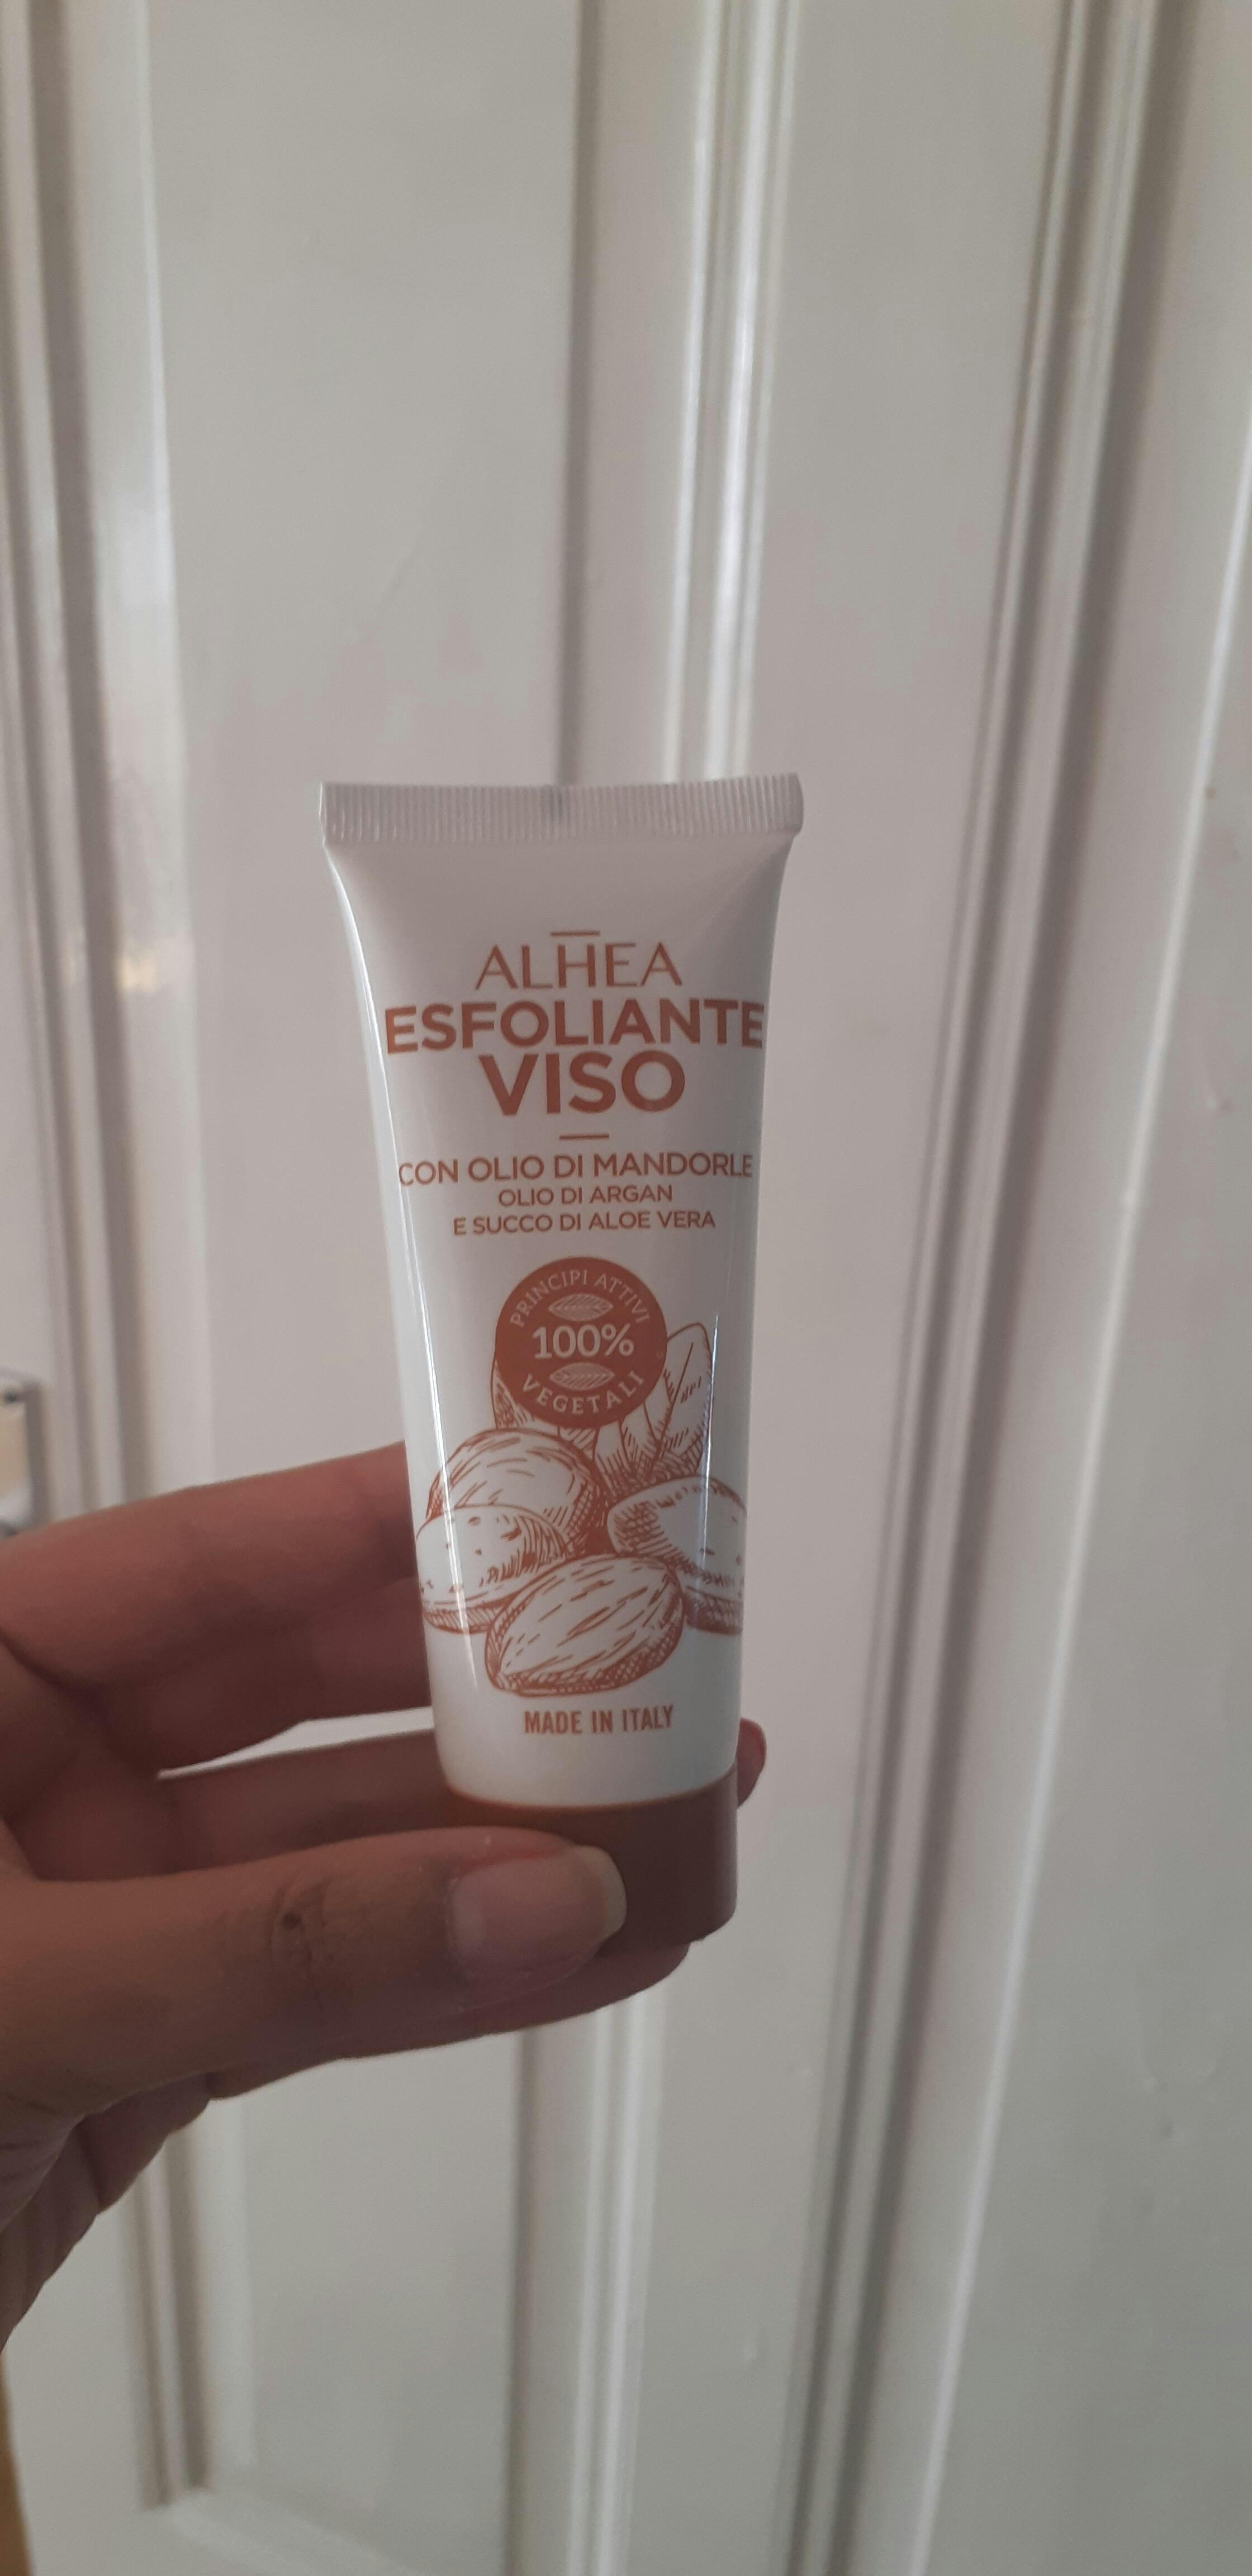 ALHEA
ESFOLIANTE
VISO
CON OLIO DI MANDORLE
OLIO DI ARGAN
E SUCCO DI ALOE VERA
PRINCIPI ATTIVI
100%
VEGETALI
MADE IN ITALY